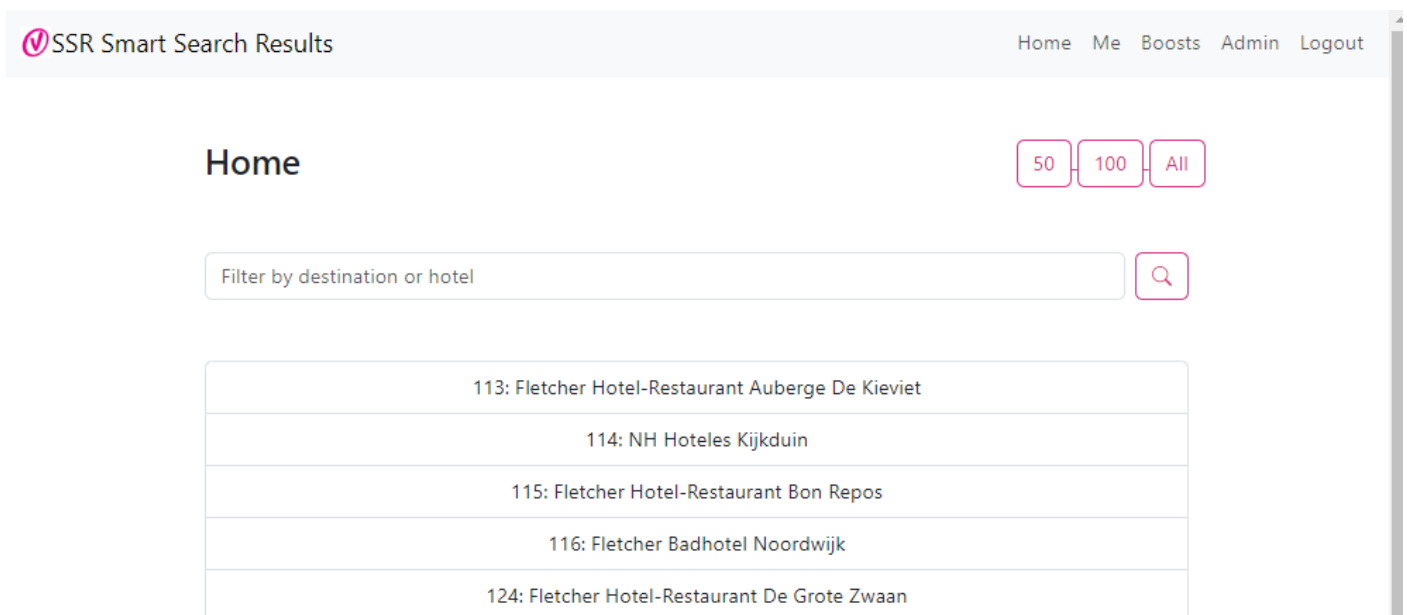 SSR Smart Search Results
Home Me Boosts Admin Logout
Home
50 100 All
Filter by destination or hotel
113: Fletcher Hotel-Restaurant Auberge De Kieviet
114: NH Hoteles Kijkduin
115: Fletcher Hotel-Restaurant Bon Repos
116: Fletcher Badhotel Noordwijk
124: Fletcher Hotel-Restaurant De Grote Zwaan